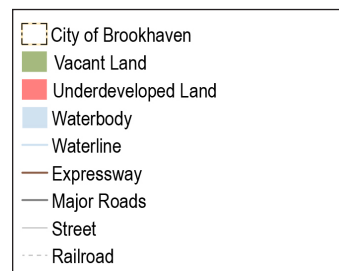 City of Brookhaven
Vacant Land
Underdeveloped Land
Waterbody
Waterline
Expressway
Major Roads
Street
Railroad